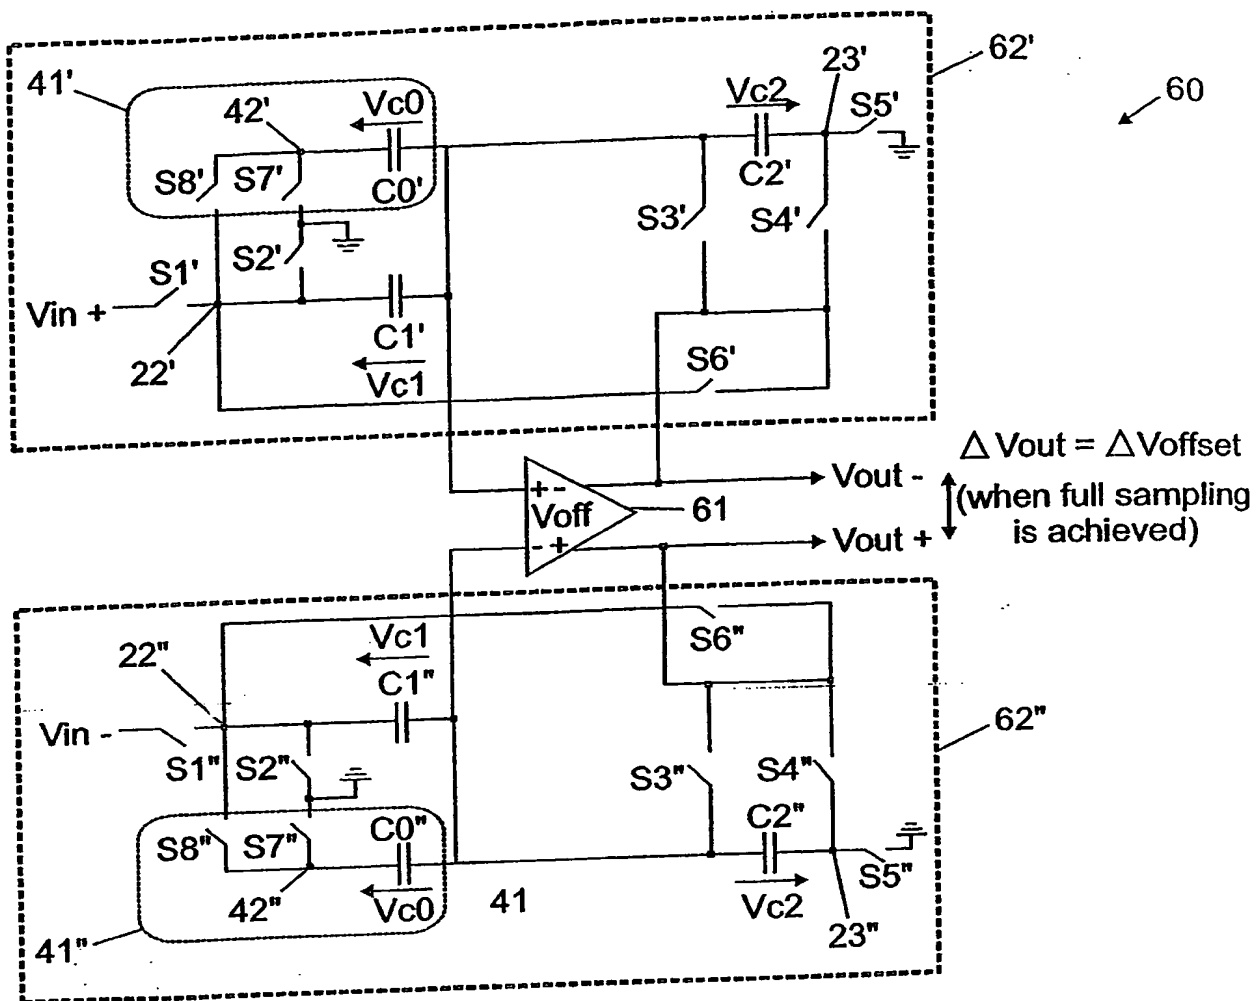 62'
23'
60
41'
42'
Vc0
Vc2
S5'
S8'
S7'
C0'
C2'
S3'
S4'
S2'
S1'
Vin +
C1'
22'
Vc1
S6'
△ Vout = △ Voffset
(when full sampling
is achieved)
+ -
Voff
- +
61
Vout -
Vout +
Vc1
S6"
22"
C1"
62"
Vin -
S1"
S2"
S3"
S4"
S8"
S7"
C0"
C2"
S5"
42"
Vc0
41
Vc2
23"
41"